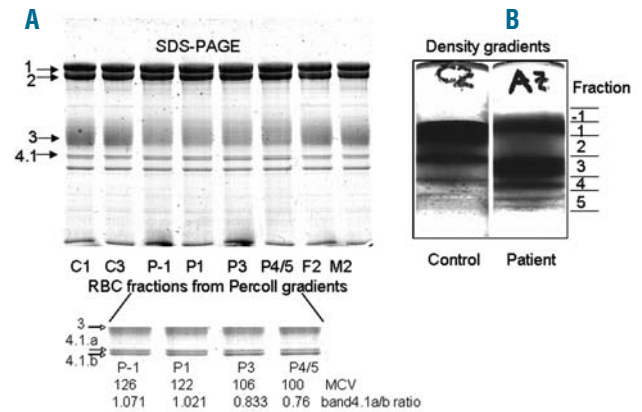 A
SDS-PAGE
1
2
3
4.1
C1 C3 P-1 P1 P3 P4/5 F2 M2
RBC fractions from Percoll gradients
3
4.1.a
4.1.b
P-1 P1 P3 P4/5
126 122 106 100 MCV
1.071 1.021 0.833 0.76 band4.1a/b ratio
B
Density gradients
C2 A7
Fraction
-1
1
2
3
4
5
Control Patient